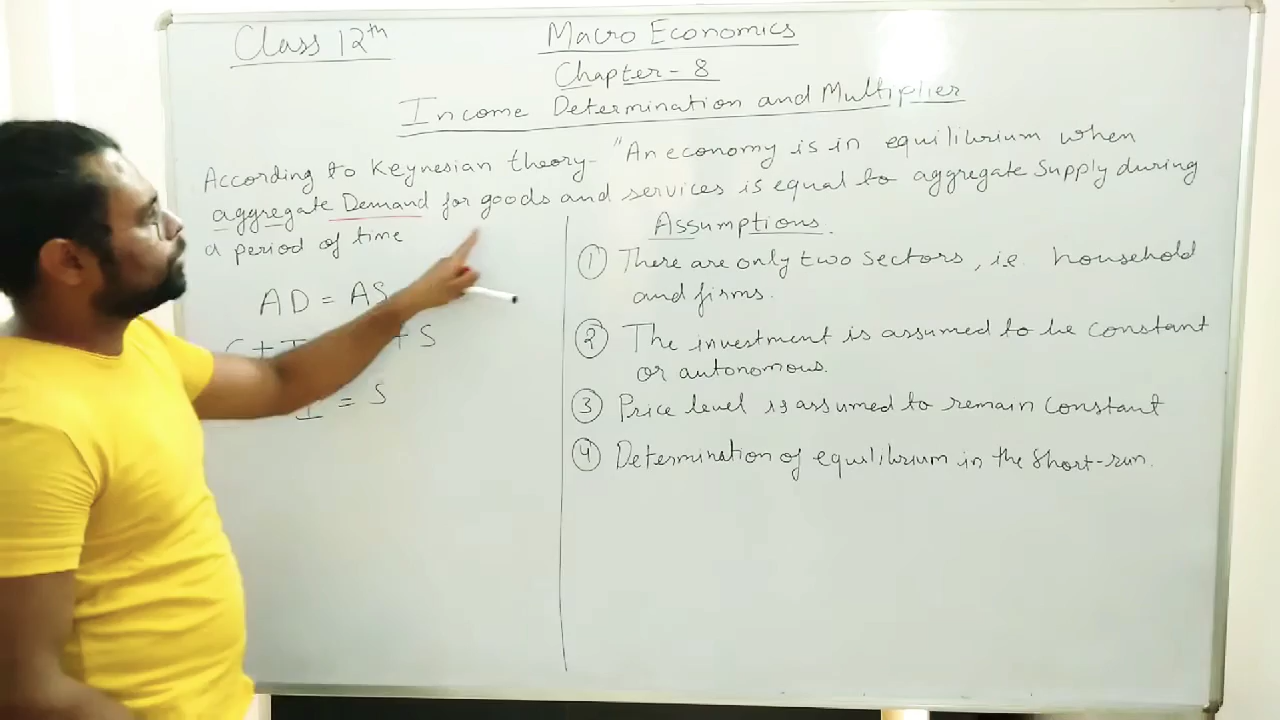 Class 12th
Macro Economics
Chapter - 8
Income Determination and Multiplier
According to Keynesian theory - "An economy is in equilibrium when
aggregate Demand for goods and services is equal to aggregate Supply during
a period of time
AD = AS
C + I + S
I = S
Assumptions.
① There are only two Sectors, i.e. household
and firms.
② The investment is assumed to be constant
or autonomous.
③ Price level is assumed to remain Constant
④ Determination of equilibrium in the Short-run.